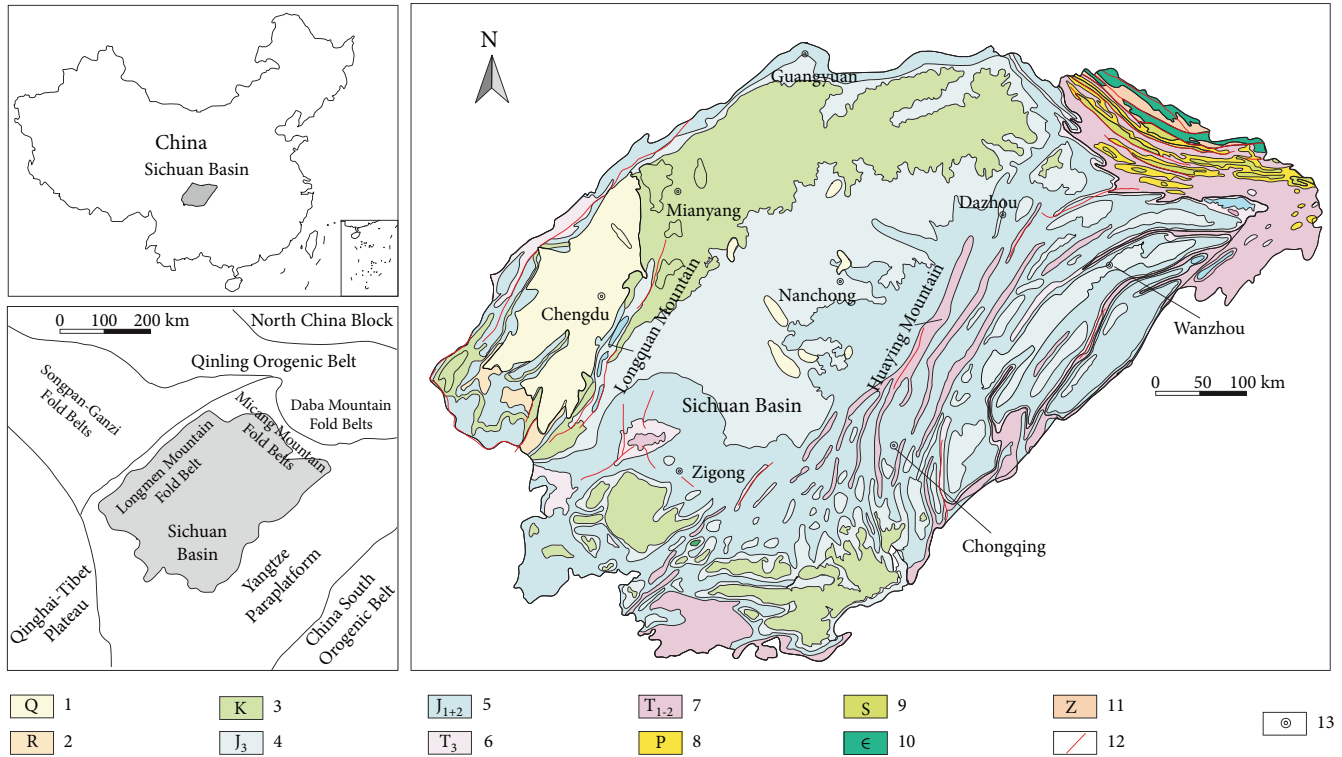 China
Sichuan Basin
0 100 200 km
North China Block
Qinling Orogenic Belt
Songpan-Ganzi
Fold Belts
Micang Mountain
Fold Belts
Daba Mountain
Fold Belts
Longmen Mountain
Fold Belt
Sichuan
Basin
Qinghai-Tibet
Plateau
Yangtze
Paraplatform
China South
Orogenic Belt
N
Guangyuan
Mianyang
Dazhou
Chengdu
Longquan Mountain
Nanchong
Huaying Mountain
Wanzhou
0 50 100 km
Sichuan Basin
Zigong
Chongqing
Q 1
K 3
J1+2 5
T1-2 7
S 9
Z 11
13
R 2
J3 4
T3 6
P 8
∈ 10
12